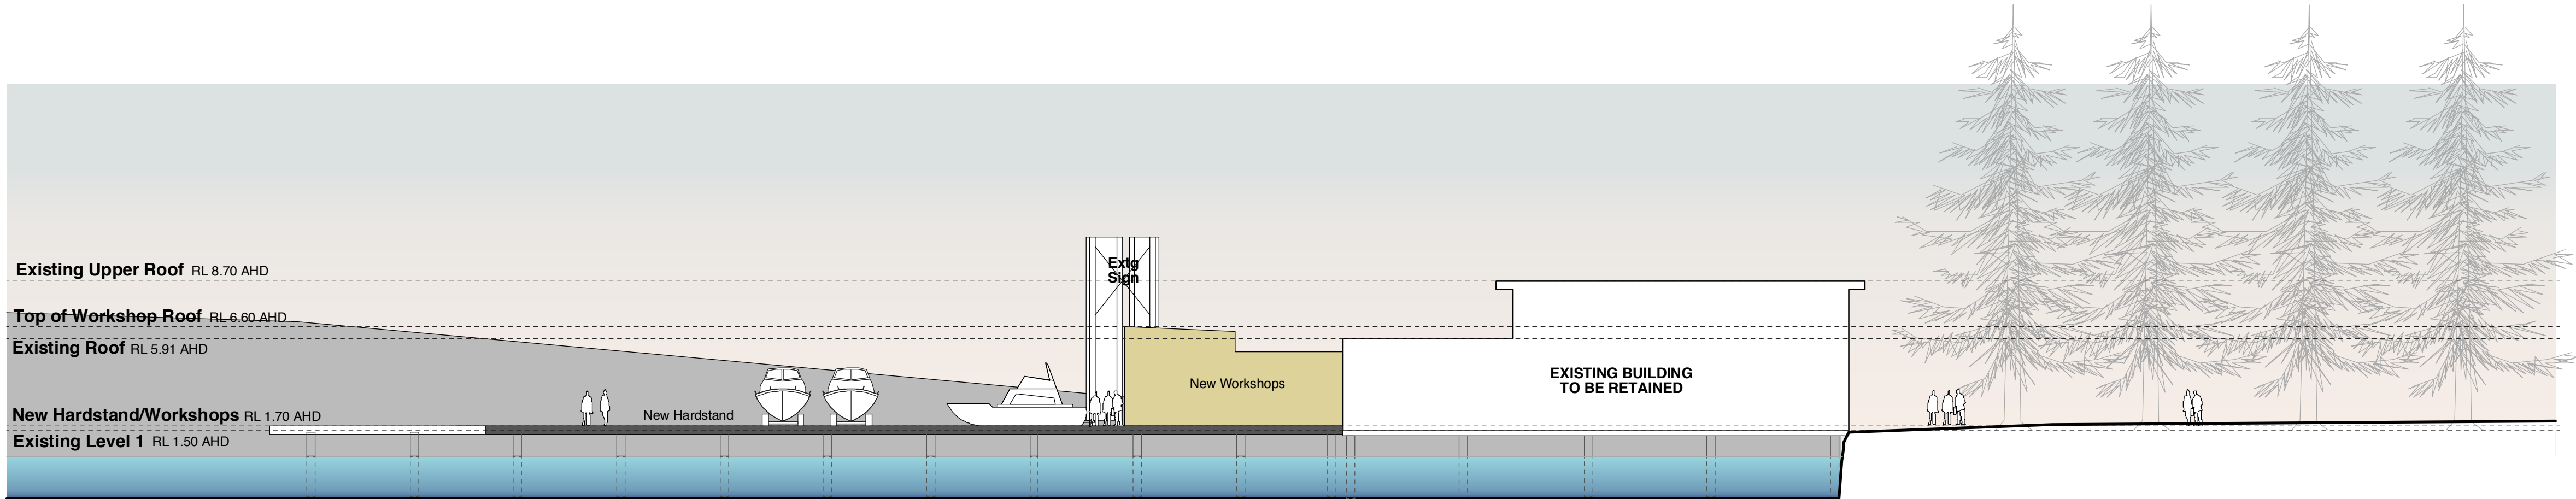 Existing Upper Roof RL 8.70 AHD
Extg
Sign
Top of Workshop Roof RL 6.60 AHD
Existing Roof RL 5.91 AHD
New Workshops
EXISTING BUILDING
TO BE RETAINED
New Hardstand/Workshops RL 1.70 AHD
New Hardstand
Existing Level 1 RL 1.50 AHD